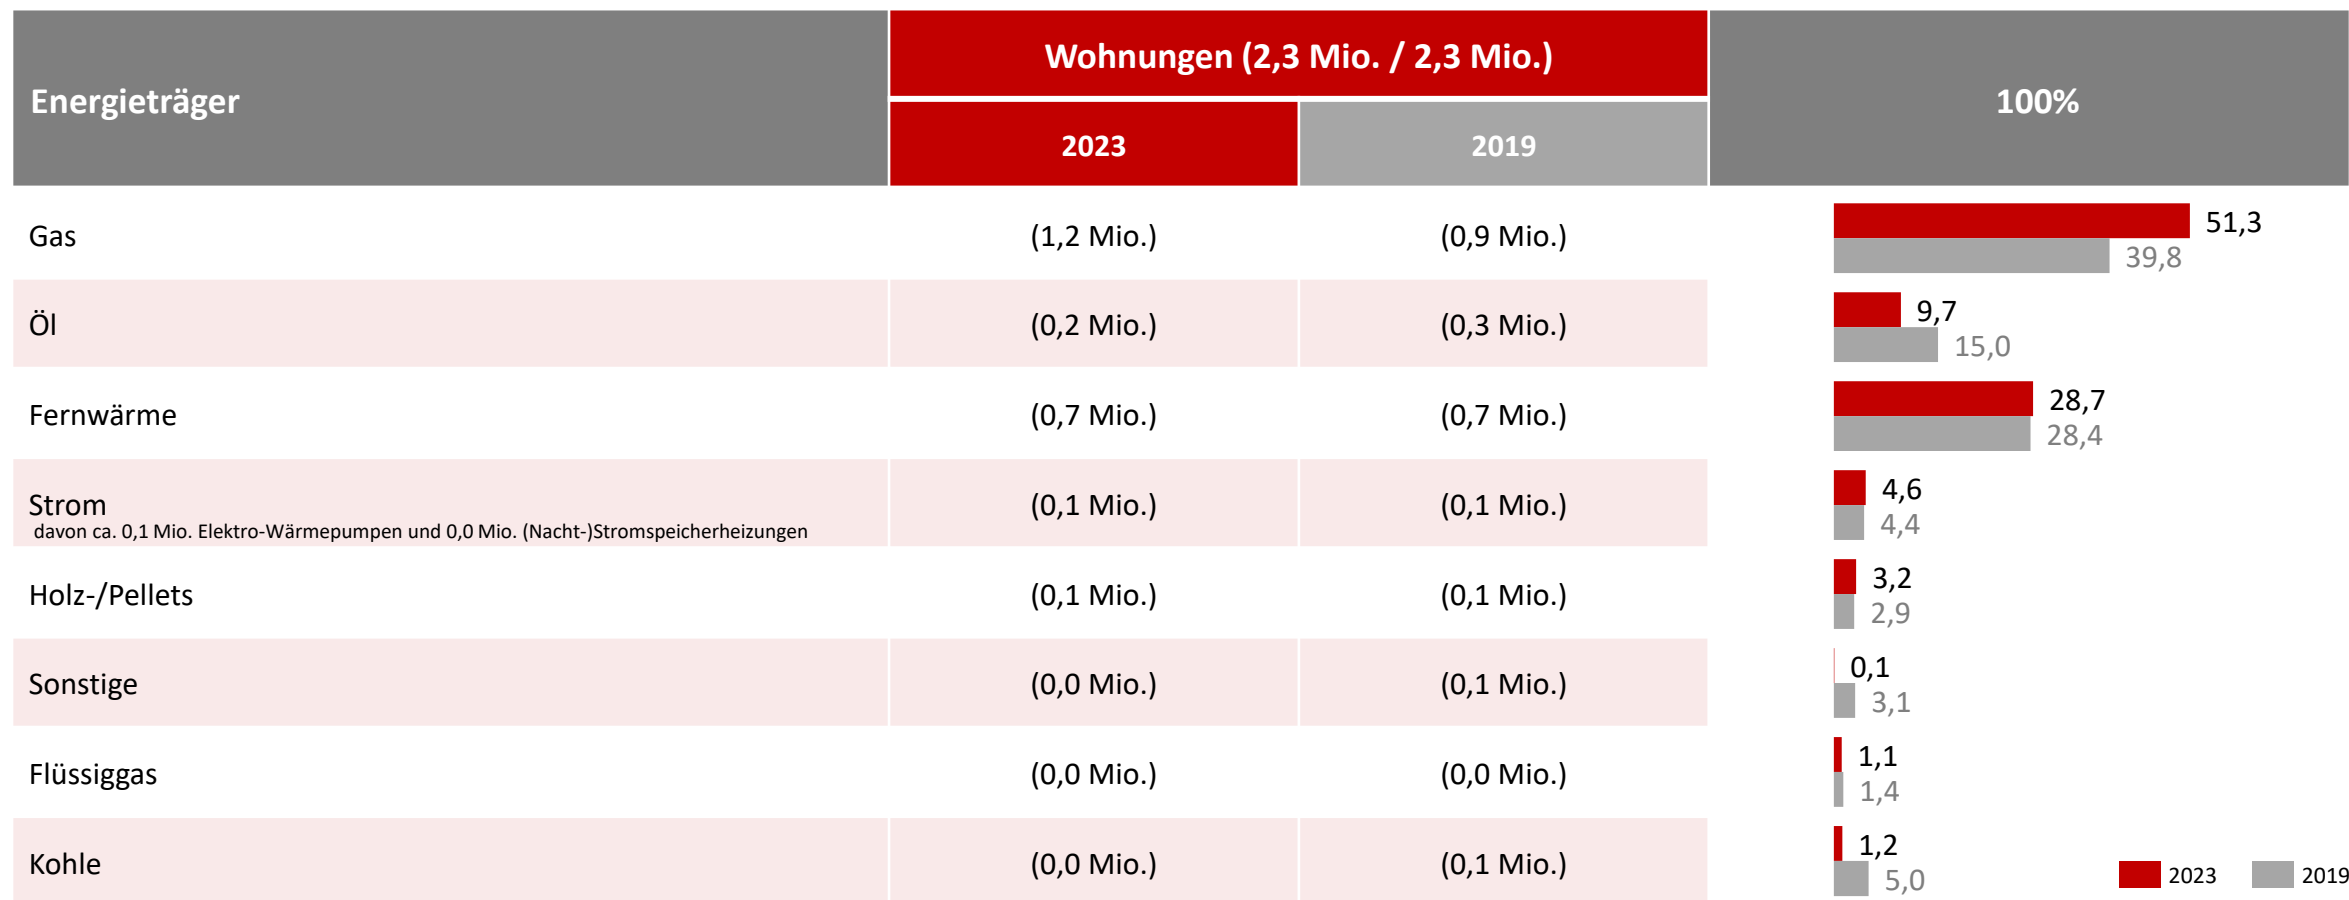 Energieträger
Wohnungen (2,3 Mio. / 2,3 Mio.)
2023
2019
100%
Gas
(1,2 Mio.)
(0,9 Mio.)
51,3
39,8
Öl
(0,2 Mio.)
(0,3 Mio.)
9,7
15,0
Fernwärme
(0,7 Mio.)
(0,7 Mio.)
28,7
28,4
Strom
davon ca. 0,1 Mio. Elektro-Wärmepumpen und 0,0 Mio. (Nacht-)Stromspeicherheizungen
(0,1 Mio.)
(0,1 Mio.)
4,6
4,4
Holz-/Pellets
(0,1 Mio.)
(0,1 Mio.)
3,2
2,9
Sonstige
(0,0 Mio.)
(0,1 Mio.)
0,1
3,1
Flüssiggas
(0,0 Mio.)
(0,0 Mio.)
1,1
1,4
Kohle
(0,0 Mio.)
(0,1 Mio.)
1,2
5,0
2023
2019